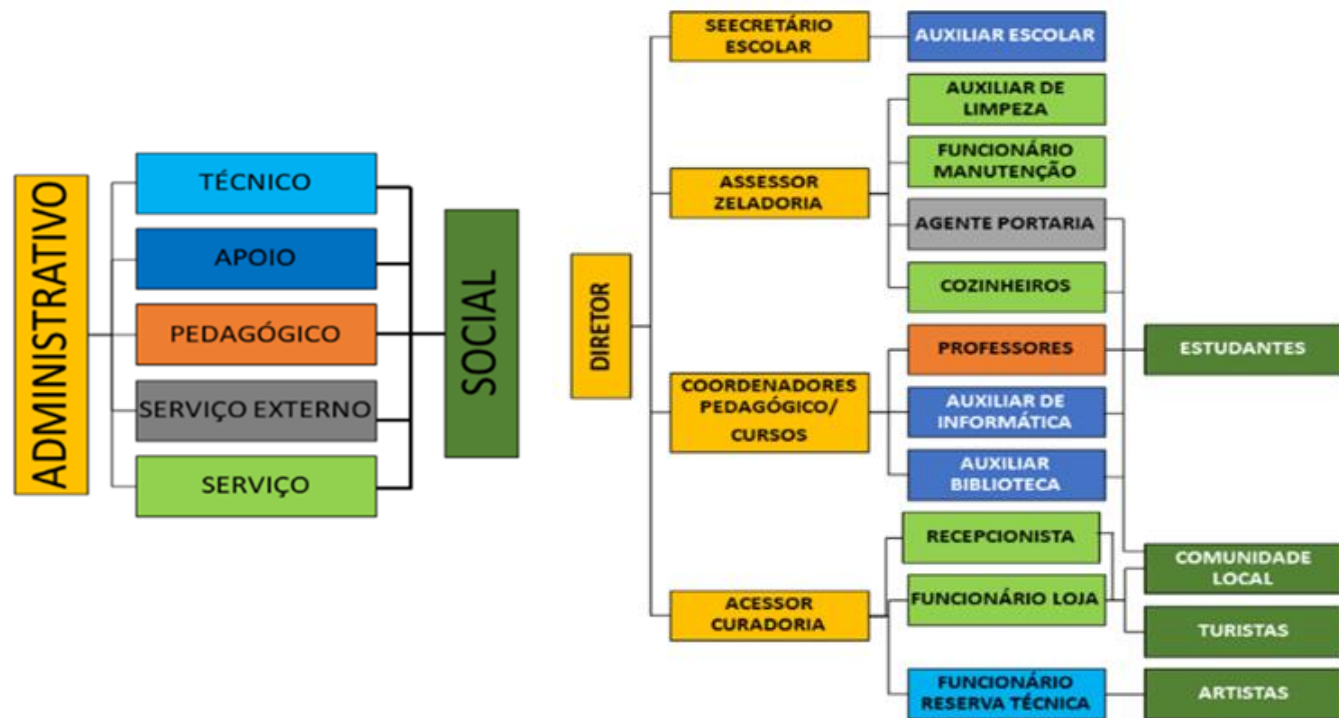 ADMINISTRATIVO
TÉCNICO
APOIO
PEDAGÓGICO
SERVIÇO EXTERNO
SERVIÇO
SOCIAL
DIRETOR
SEECRETÁRIO
ESCOLAR
ASSESSOR
ZELADORIA
COORDENADORES
PEDAGÓGICO/
CURSOS
ACESSOR
CURADORIA
AUXILIAR ESCOLAR
AUXILIAR DE
LIMPEZA
FUNCIONÁRIO
MANUTENÇÃO
AGENTE PORTARIA
COZINHEIROS
PROFESSORES
AUXILIAR DE
INFORMÁTICA
AUXILIAR
BIBLIOTECA
RECEPCIONISTA
FUNCIONÁRIO LOJA
FUNCIONÁRIO
RESERVA TÉCNICA
ESTUDANTES
COMUNIDADE
LOCAL
TURISTAS
ARTISTAS